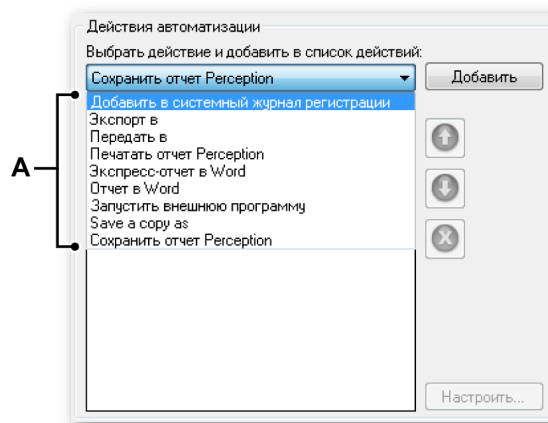 Действия автоматизации
Выбрать действие и добавить в список действий:
Сохранить отчет Perception
Добавить
Добавить в системный журнал регистрации
Экспорт в
Передать в
Печатать отчет Perception
A
Экспресс-отчет в Word
Отчет в Word
Запустить внешнюю программу
Save a copy as
Сохранить отчет Perception
Настроить...